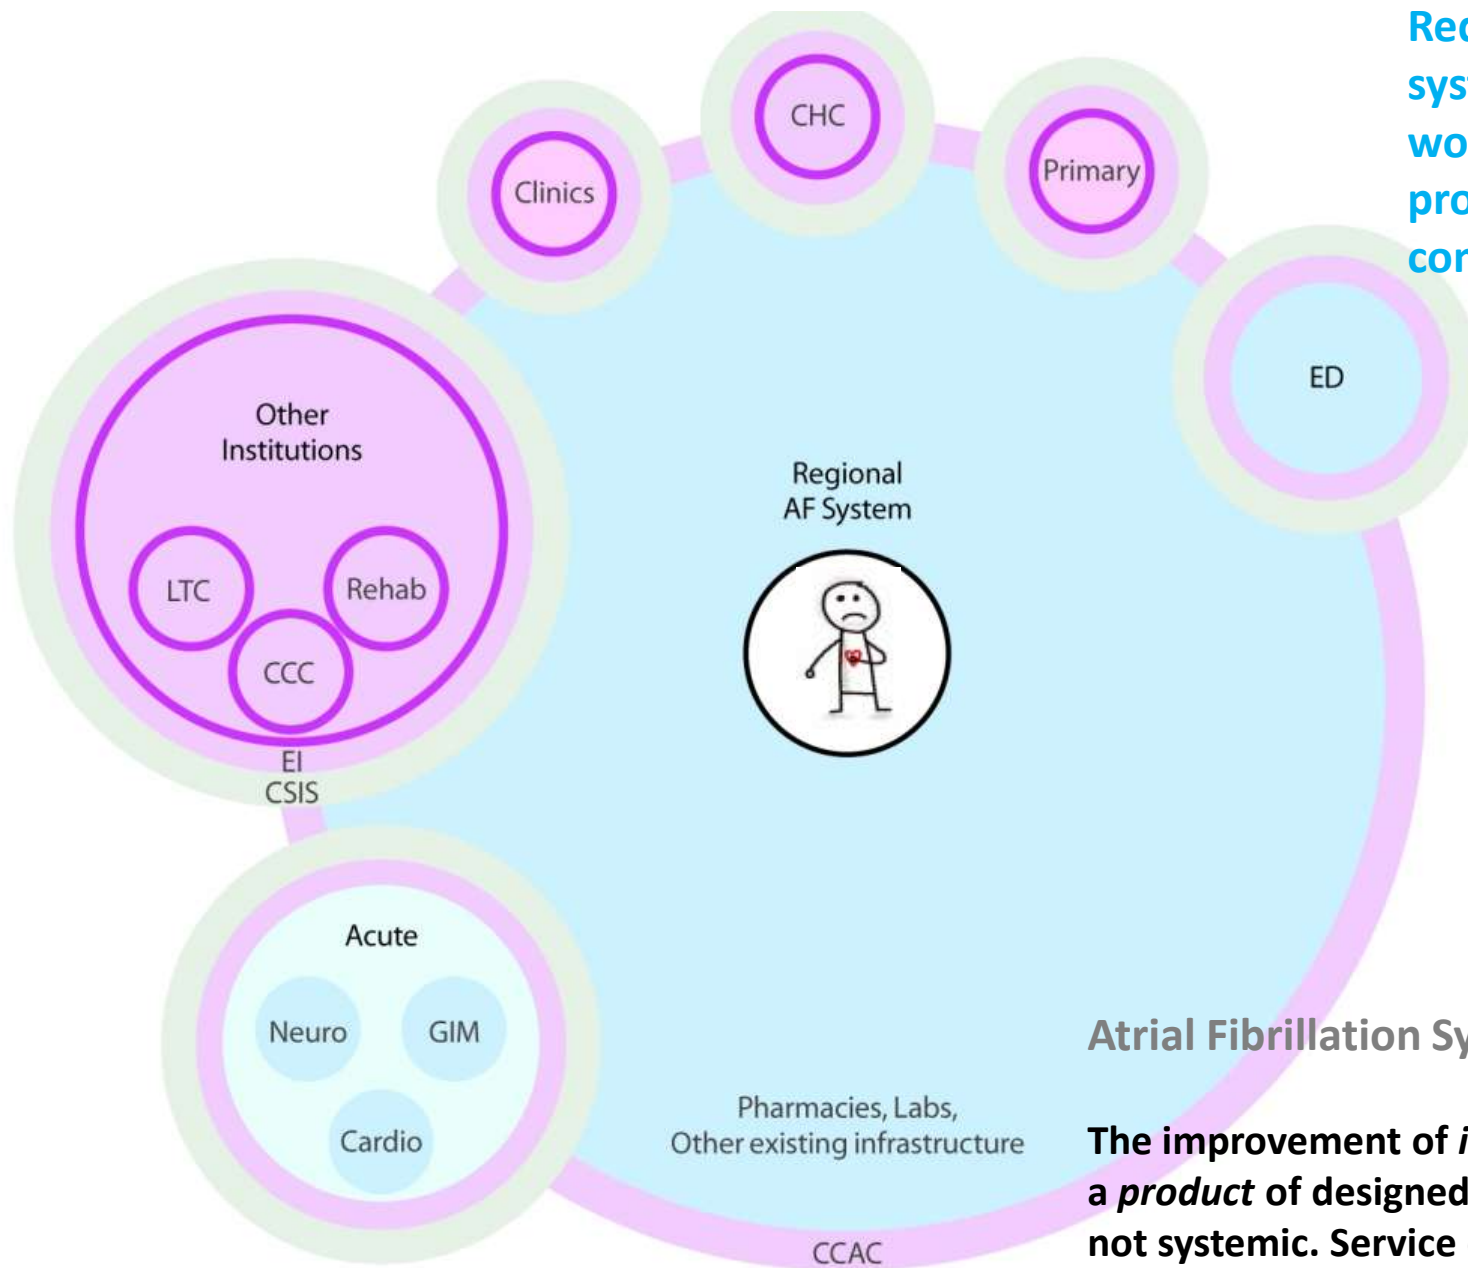 CHC
Primary
Clinics
ED
Other
Institutions
LTC
Rehab
CCC
EI
CSIS
Regional
AF System
Acute
Neuro
GIM
Cardio
Pharmacies, Labs,
Other existing infrastructure
CCAC
Atrial Fibrillation
The improvement of
a product of designed
not systemic. Service